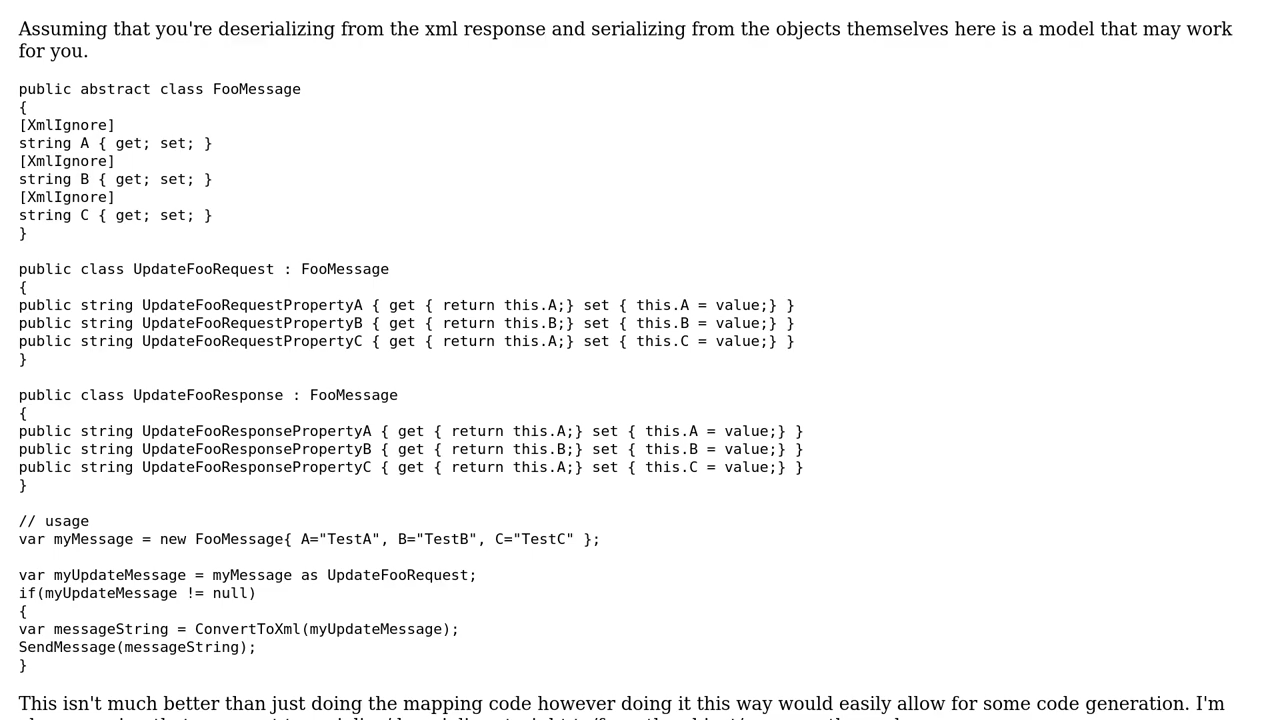 Assuming that you're deserializing from the xml response and serializing from the objects themselves here is a model that may work
for you.
public abstract class FooMessage
{
[XmlIgnore]
string A { get; set; }
[XmlIgnore]
string B { get; set; }
[XmlIgnore]
string C { get; set; }
}
public class UpdateFooRequest : FooMessage
{
public string UpdateFooRequestPropertyA { get { return this.A;} set { this.A = value;} }
public string UpdateFooRequestPropertyB { get { return this.B;} set { this.B = value;} }
public string UpdateFooRequestPropertyC { get { return this.A;} set { this.C = value;} }
}
public class UpdateFooResponse : FooMessage
{
public string UpdateFooResponsePropertyA { get { return this.A;} set { this.A = value;} }
public string UpdateFooResponsePropertyB { get { return this.B;} set { this.B = value;} }
public string UpdateFooResponsePropertyC { get { return this.A;} set { this.C = value;} }
}
// usage
var myMessage = new FooMessage{ A="TestA", B="TestB", C="TestC" };
var myUpdateMessage = myMessage as UpdateFooRequest;
if(myUpdateMessage != null)
{
var messageString = ConvertToXml(myUpdateMessage);
SendMessage(messageString);
}
This isn't much better than just doing the mapping code however doing it this way would easily allow for some code generation. I'm